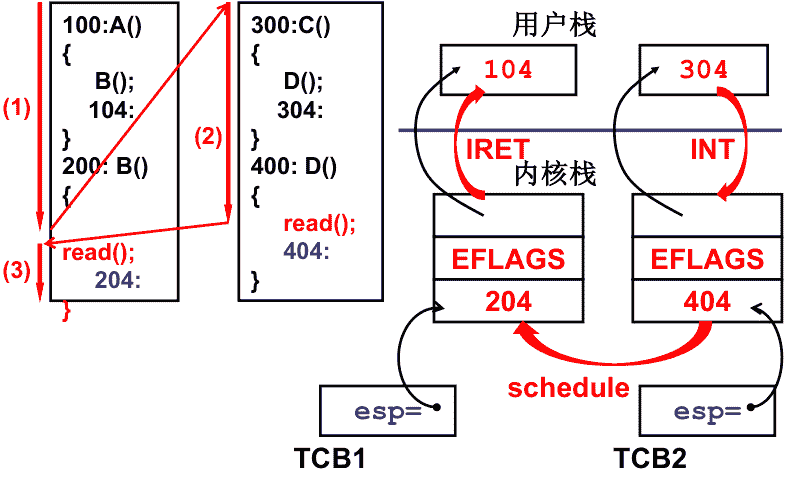 (1)
100:A()
{
B();
104:
}
200: B()
{
read();
204:
}
(3)
(2)
300:C()
{
D();
304:
}
400: D()
{
read();
404:
}
用户栈
104
304
IRET
INT
内核栈
EFLAGS
EFLAGS
204
404
schedule
esp=
esp=
TCB1
TCB2